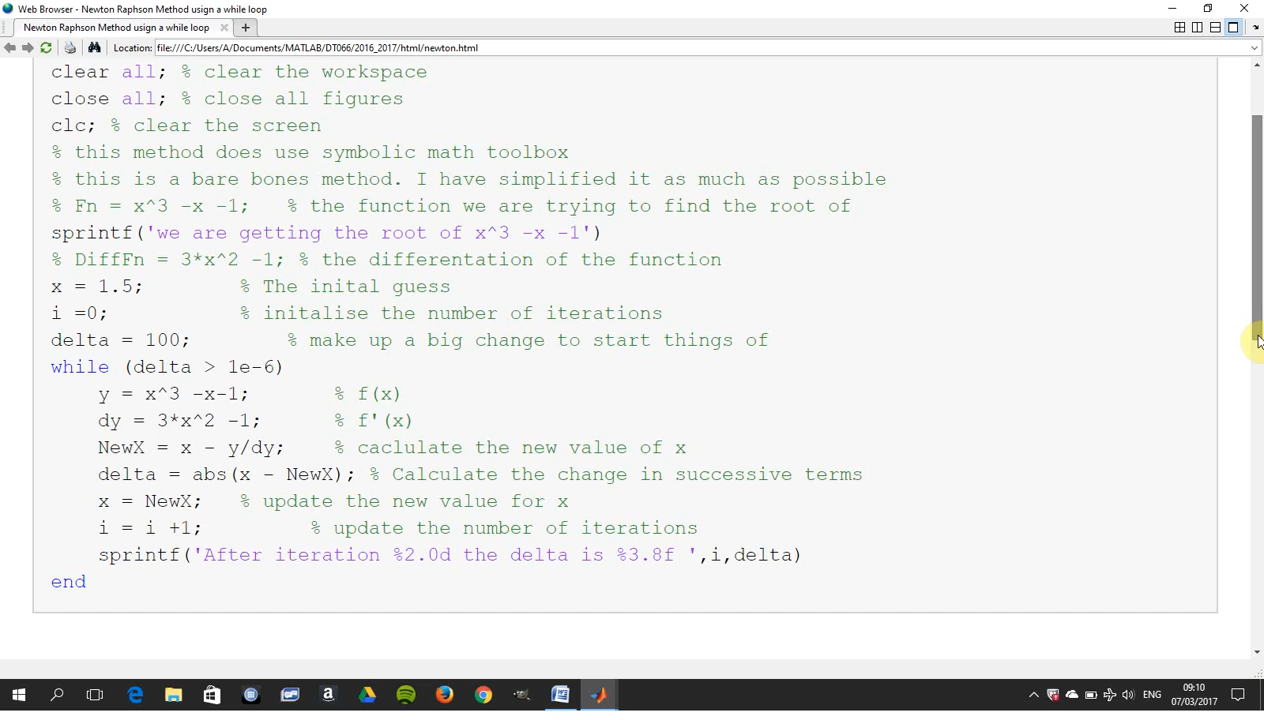 Web Browser - Newton Raphson Method usign a while loop
Newton Raphson Method usign a while loop
Location: file:///C:/Users/A/Documents/MATLAB/DT066/2016_2017/html/newton.html
clear all; % clear the workspace
close all; % close all figures
clc; % clear the screen
% this method does use symbolic math toolbox
% this is a bare bones method. I have simplified it as much as possible
% Fn = x^3 -x -1;   % the function we are trying to find the root of
sprintf('we are getting the root of x^3 -x -1')
% DiffFn = 3*x^2 -1; % the differentation of the function
x = 1.5;        % The inital guess
i =0;           % initalise the number of iterations
delta = 100;        % make up a big change to start things of
while (delta > 1e-6)
    y = x^3 -x-1;       % f(x)
    dy = 3*x^2 -1;      % f'(x)
    NewX = x - y/dy;    % caclulate the new value of x
    delta = abs(x - NewX); % Calculate the change in successive terms
    x = NewX;   % update the new value for x
    i = i +1;         % update the number of iterations
    sprintf('After iteration %2.0d the delta is %3.8f ',i,delta)
end
ENG
09:10
07/03/2017